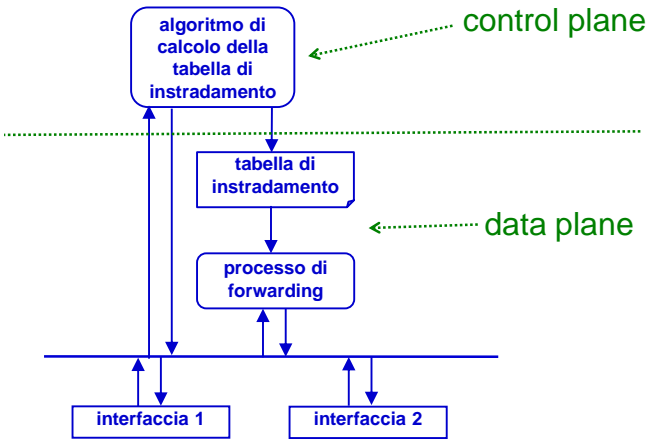 algoritmo di
calcolo della
tabella di
instradamento
control plane
tabella di
instradamento
data plane
processo di
forwarding
interfaccia 1
interfaccia 2